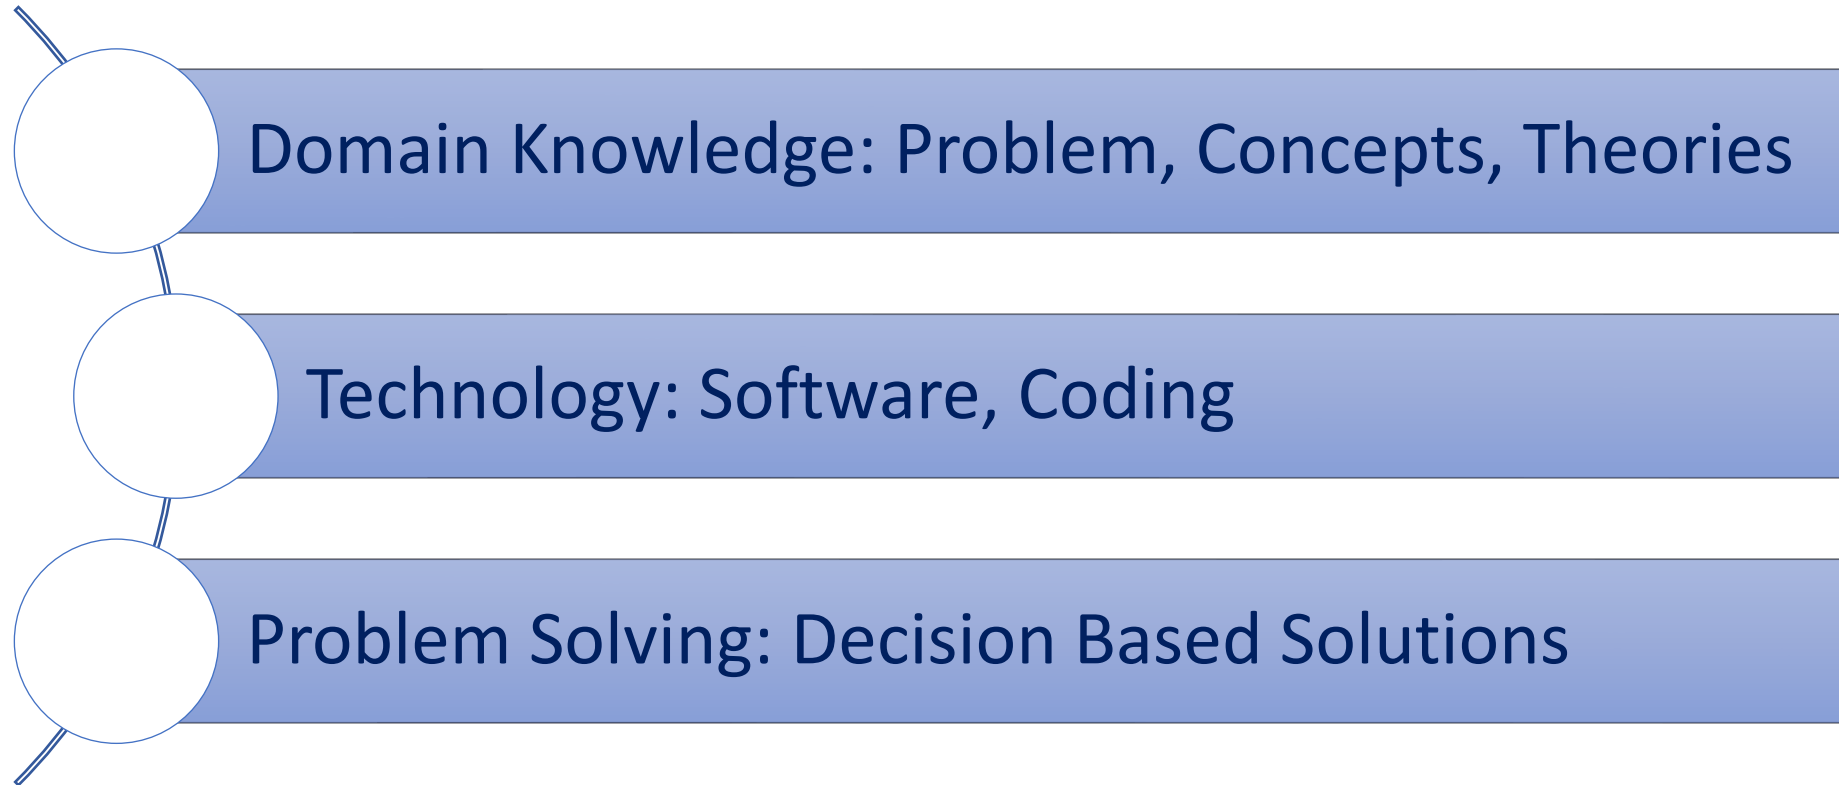 Domain Knowledge: Problem, Concepts, Theories
Technology: Software, Coding
Problem Solving: Decision Based Solutions